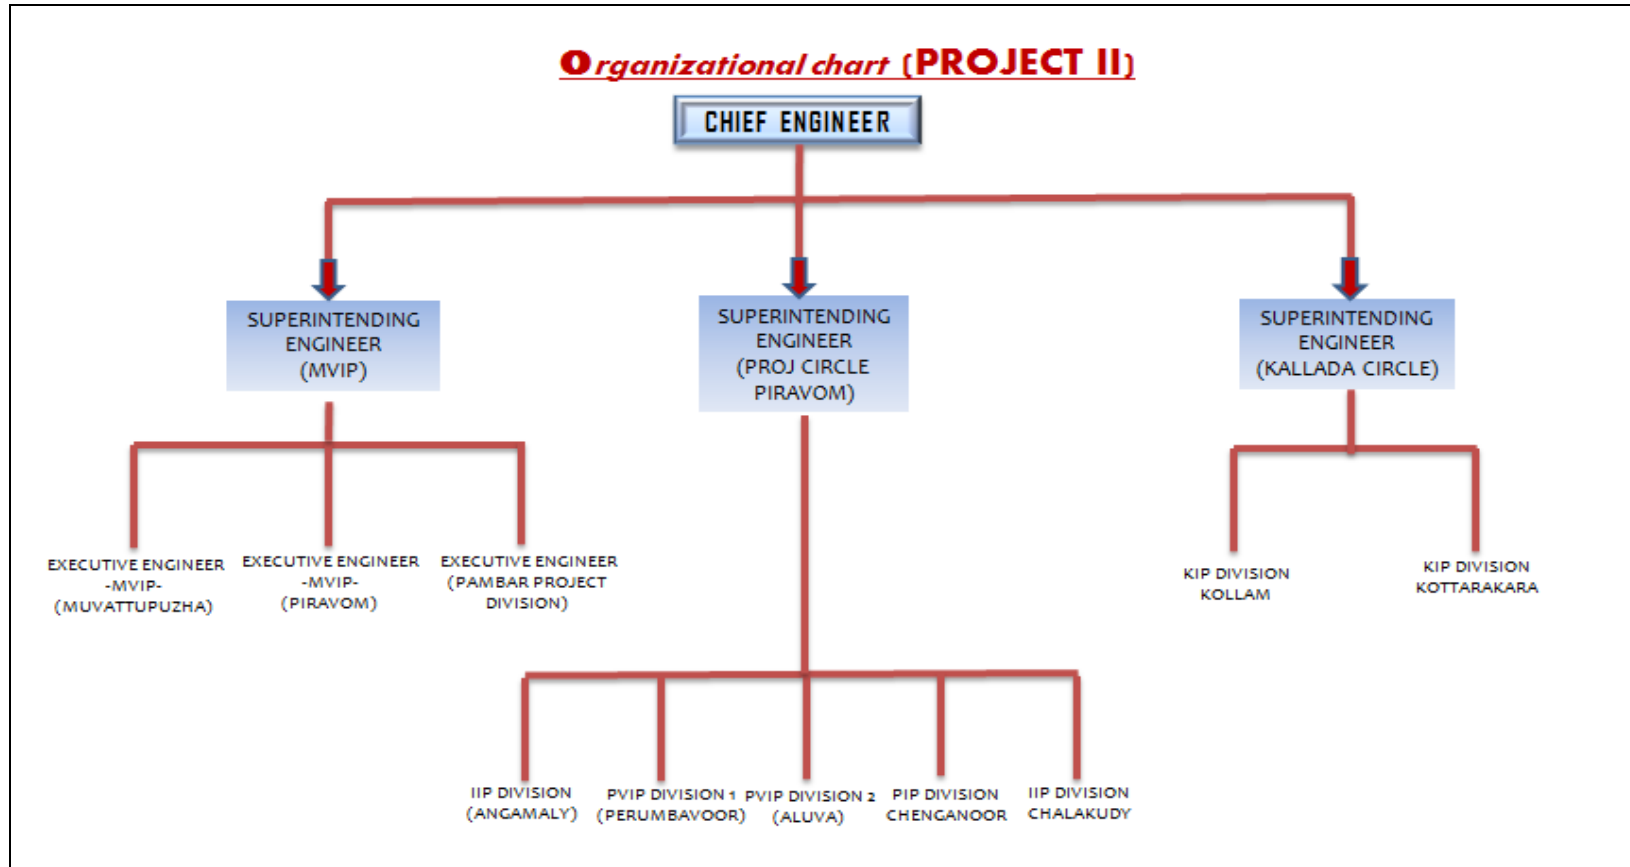 Organizational chart (PROJECT II)
CHIEF ENGINEER
SUPERINTENDING
ENGINEER
(MVIP)
SUPERINTENDING
ENGINEER
(PROJ CIRCLE
PIRAVOM)
SUPERINTENDING
ENGINEER
(KALLADA CIRCLE)
EXECUTIVE ENGINEER
-MVIP-
(MUVATTUPUZHA)
EXECUTIVE ENGINEER
-MVIP-
(PIRAVOM)
EXECUTIVE ENGINEER
(PAMBAR PROJECT
DIVISION)
KIP DIVISION
KOLLAM
KIP DIVISION
KOTTARAKARA
IIP DIVISION
(ANGAMALY)
PVIP DIVISION 1
(PERUMBAVOOR)
PVIP DIVISION 2
(ALUVA)
PIP DIVISION
CHENGANOOR
IIP DIVISION
CHALAKUDY